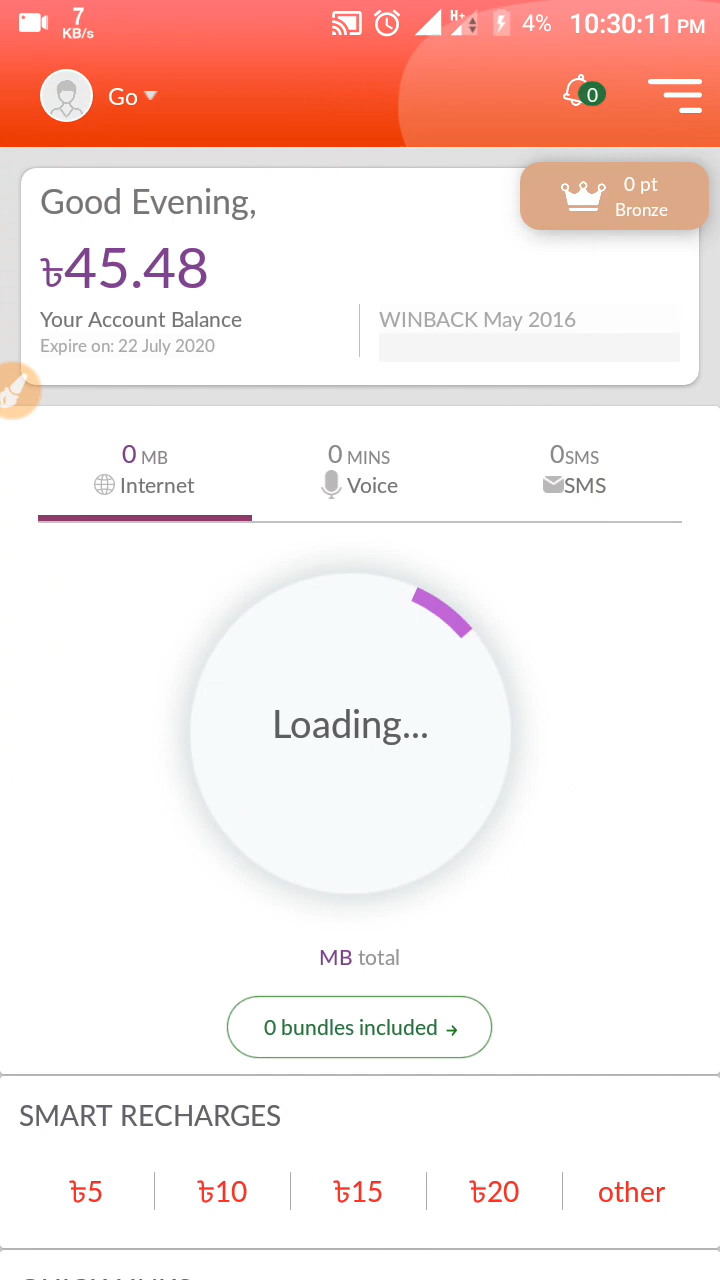 7
KB/s
H+
4%
10:30:11 PM
Go
0
Good Evening,
0 pt
Bronze
৳45.48
Your Account Balance
Expire on: 22 July 2020
WINBACK May 2016
0 MB
Internet
0 MINS
Voice
0SMS
SMS
Loading...
MB total
0 bundles included →
SMART RECHARGES
৳5
৳10
৳15
৳20
other